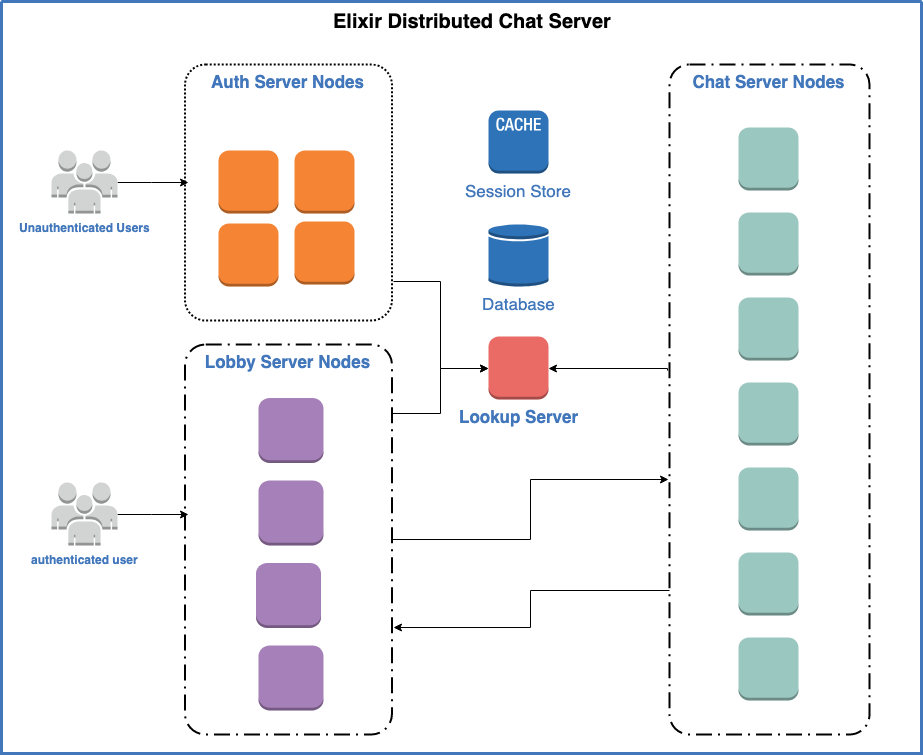 Elixir Distributed Chat Server
Auth Server Nodes
Chat Server Nodes
CACHE
Session Store
Unauthenticated Users
Database
Lobby Server Nodes
Lookup Server
authenticated user